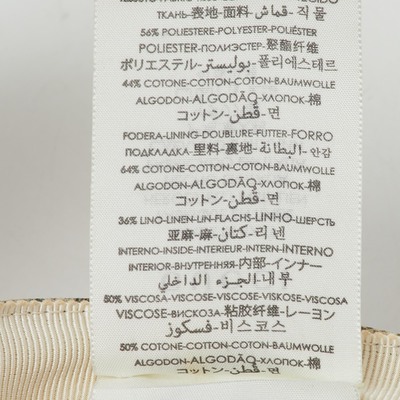 ТКАНЬ-表地-面料-قماش-직물
56% POLIESTERE-POLYESTER-POLIÉSTER
POLIESTER-ПОЛИЭСТЕР-聚酯纤维
ポリエステル-بوليستر-폴리에스테르
44% COTONE-COTTON-COTON-BAUMWOLLE
ALGODON-ALGODÃO-ХЛОПОК-棉
コットン-قطن-면
FODERA-LINING-DOUBLURE-FUTTER-FORRO
ПОДКЛАДКА-里料-裏地-البطانة-안감
64% COTONE-COTTON-COTON-BAUMWOLLE
ALGODON-ALGODÃO-ХЛОПОК-棉
コットン-قطن-면
36% LINO-LINEN-LIN-FLACHS-LINHO-ШЕРСТЬ
亚麻-麻-كتان-리넨
INTERNO-INSIDE-INTERIEUR-INTERN-INTERNO
INTERIOR-ВНУТРЕННЯЯ-内部-インナー
내부-الجزء الداخلي
50% VISCOSA-VISCOSE-VISCOSE-VISKOSE-VISCOSA
VISCOSE-ВИСКОЗА-粘胶纤维-レーヨン
비스코스-فسكوز
50% COTONE-COTTON-COTON-BAUMWOLLE
ALGODON-ALGODÃO-ХЛОПОК-棉
コットン-قطن-면